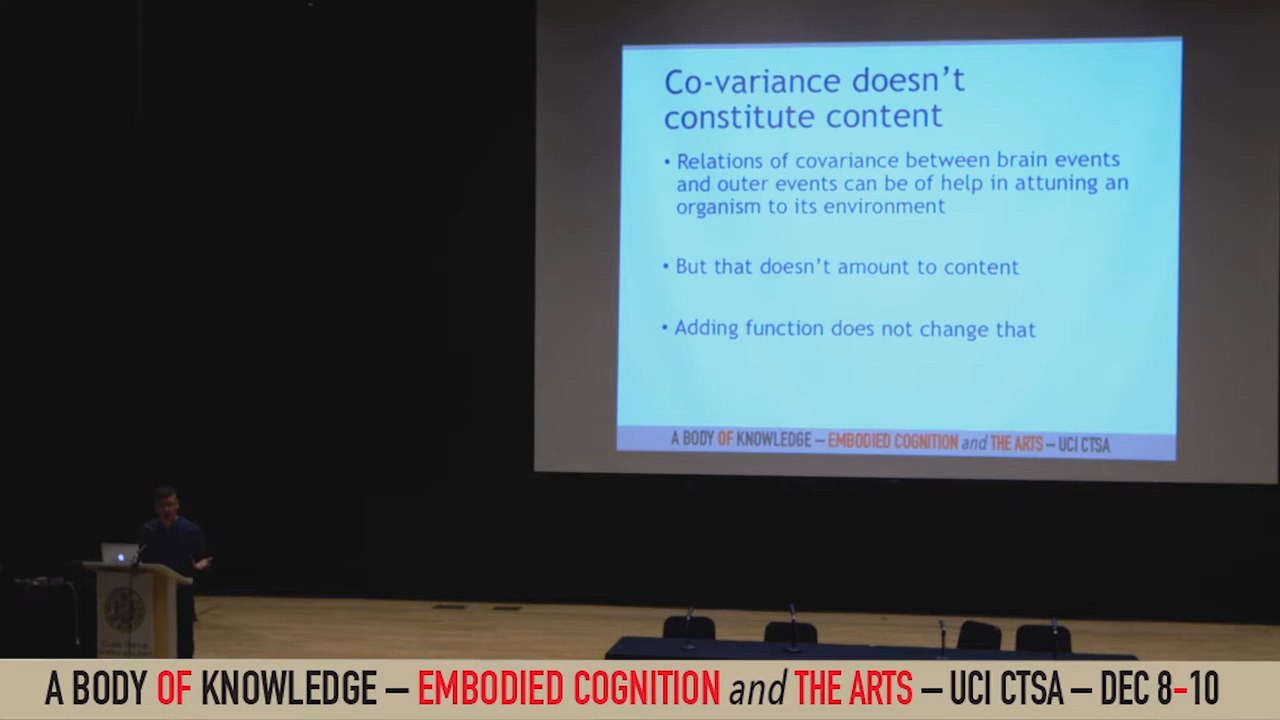 Co-variance doesn't
constitute content
• Relations of covariance between brain events
and outer events can be of help in attuning an
organism to its environment
• But that doesn't amount to content
• Adding function does not change that
A BODY OF KNOWLEDGE – EMBODIED COGNITION and THE ARTS – UCI CTSA
A BODY OF KNOWLEDGE – EMBODIED COGNITION and THE ARTS – UCI CTSA – DEC 8-10